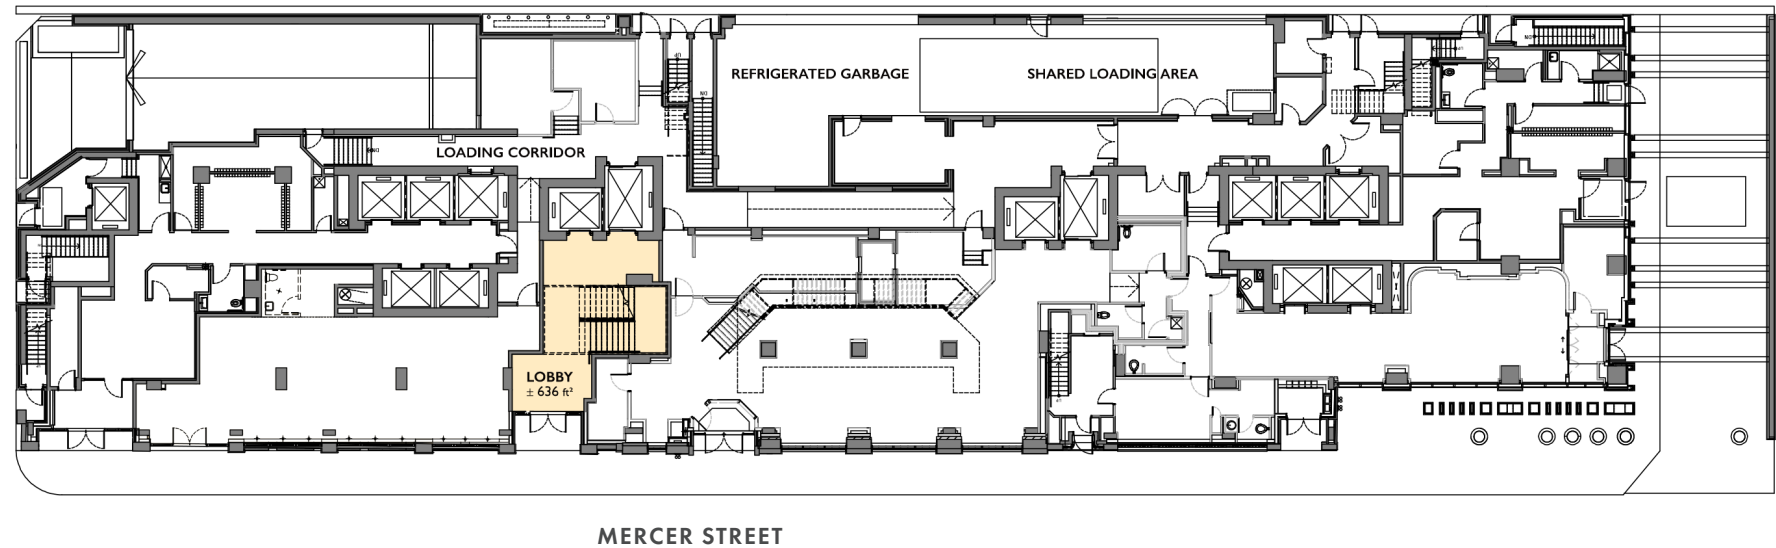 REFRIGERATED GARBAGE
SHARED LOADING AREA
LOADING CORRIDOR
LOBBY
± 636 ft²
MERCER STREET